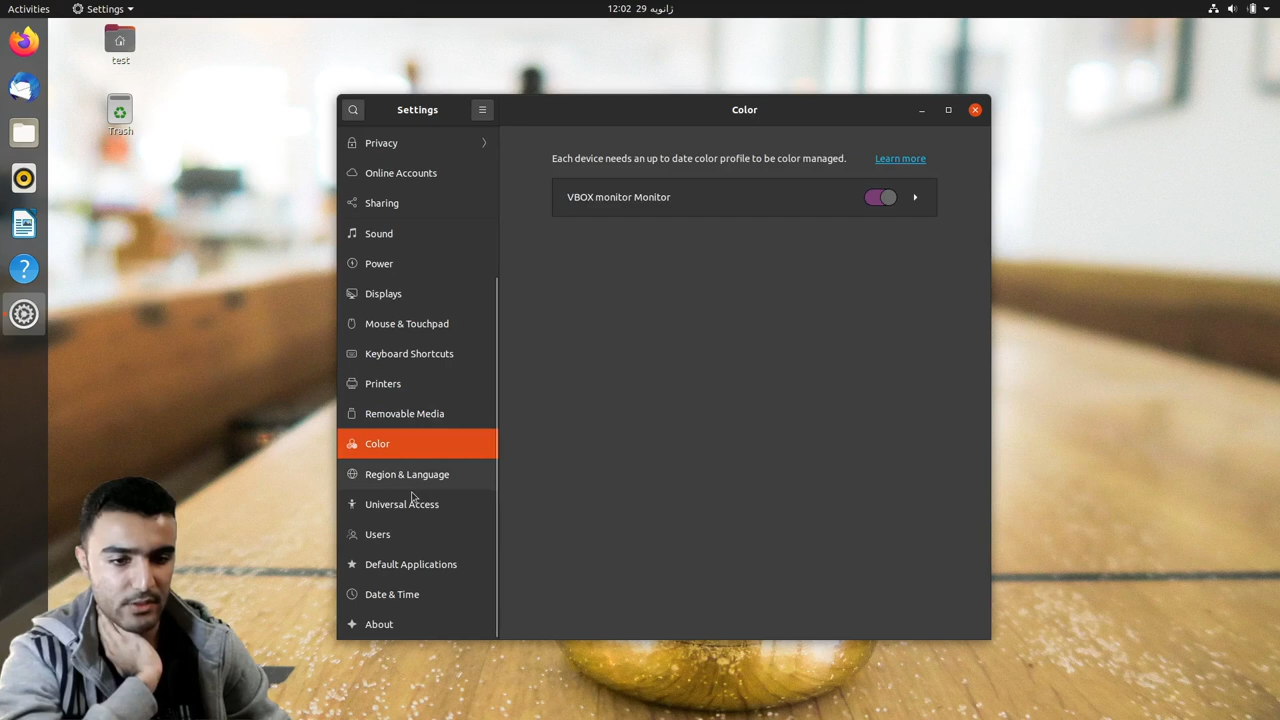 Activities
Settings
12:02 29 ژانویه
test
Trash
Settings
Color
Privacy
Online Accounts
Sharing
Sound
Power
Displays
Mouse & Touchpad
Keyboard Shortcuts
Printers
Removable Media
Color
Region & Language
Universal Access
Users
Default Applications
Date & Time
About
Each device needs an up to date color profile to be color managed.
Learn more
VBOX monitor Monitor